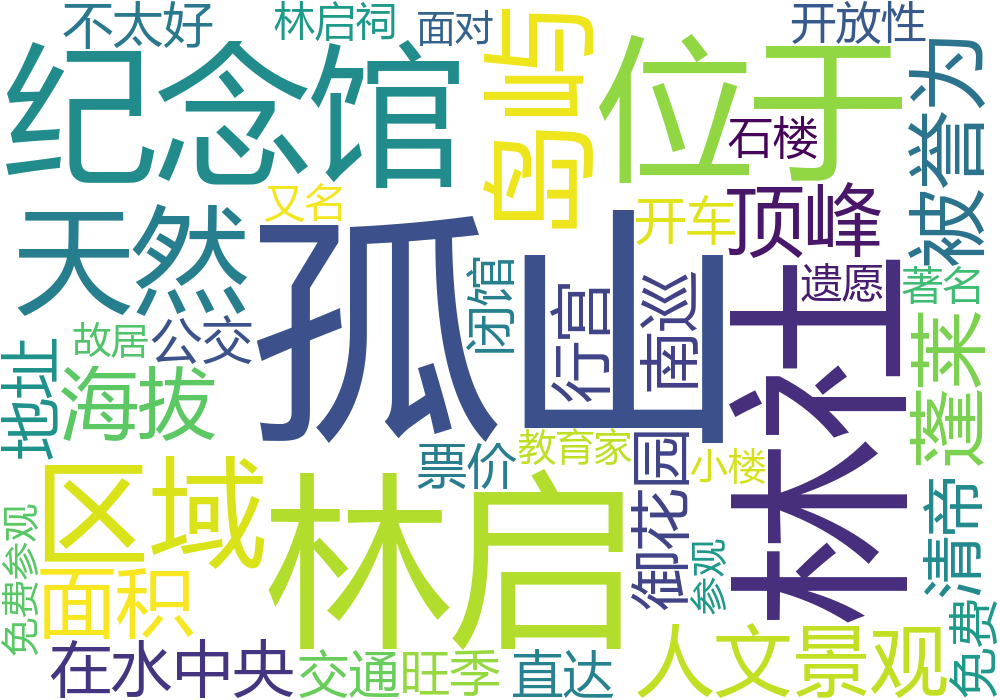 不太好
林启祠
面对
开放性
纪念馆
岛屿
位于
被誉为
石楼
又名
开车
顶峰
天然
孤山
闭馆
行宫
南巡
林社
遗愿
著名
故居
公交
地址
海拔
蓬莱
票价
教育家
御花园
小楼
区域
林启
清帝
免费参观
面积
参观
在水中央
交通旺季
直达
人文景观
免费